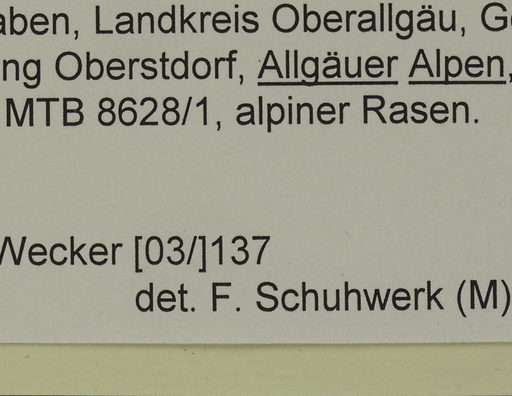 aben, Landkreis Oberallgäu, G
ng Oberstdorf, Allgäuer Alpen,
MTB 8628/1, alpiner Rasen.
Wecker [03/]137
det. F. Schuhwerk (M)